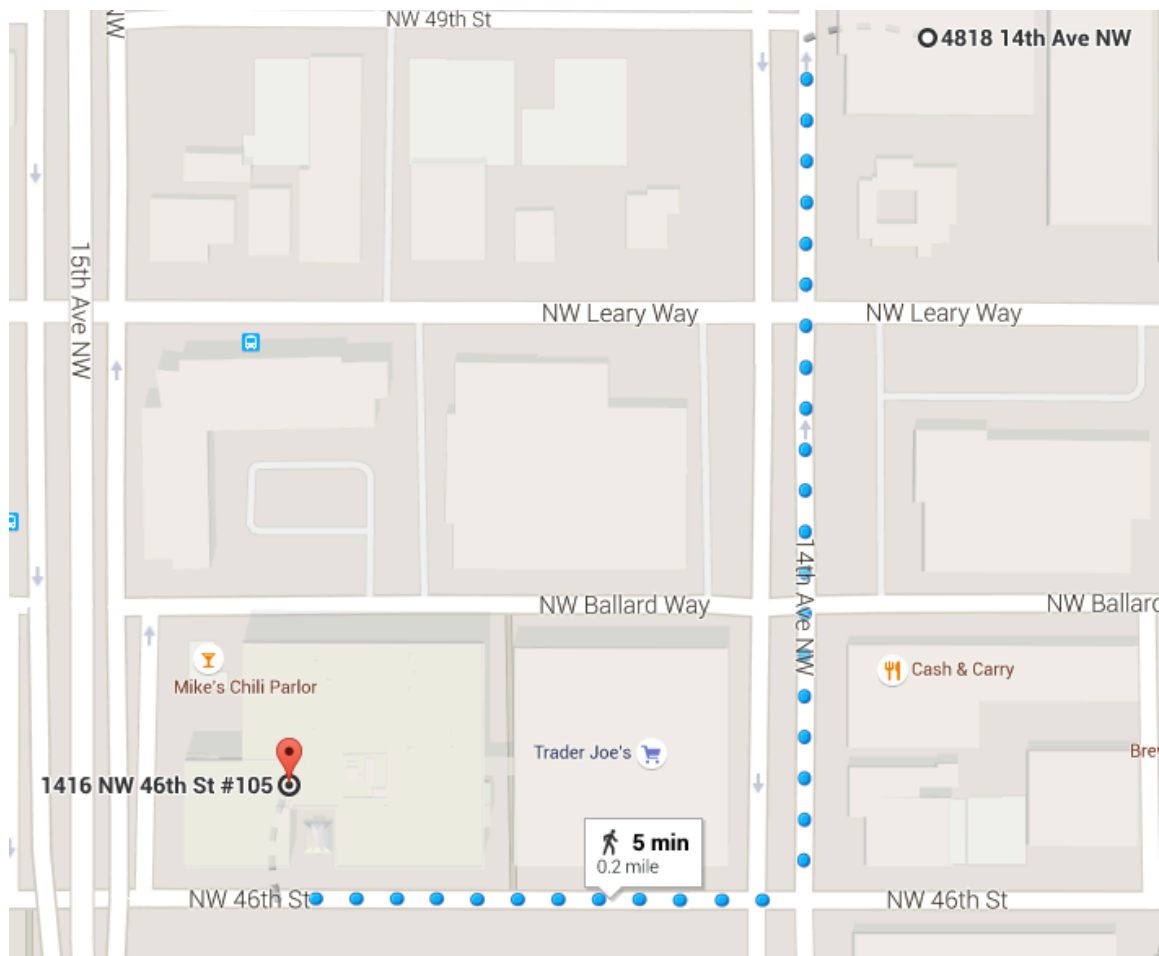 NW
NW 49th St
4818 14th Ave NW
15th Ave NW
NW Leary Way
NW Leary Way
14th Ave NW
NW Ballard Way
NW Ballard
Mike's Chili Parlor
Cash & Carry
Trader Joe's
Bre
1416 NW 46th St #105
5 min
0.2 mile
NW 46th St
NW 46th St